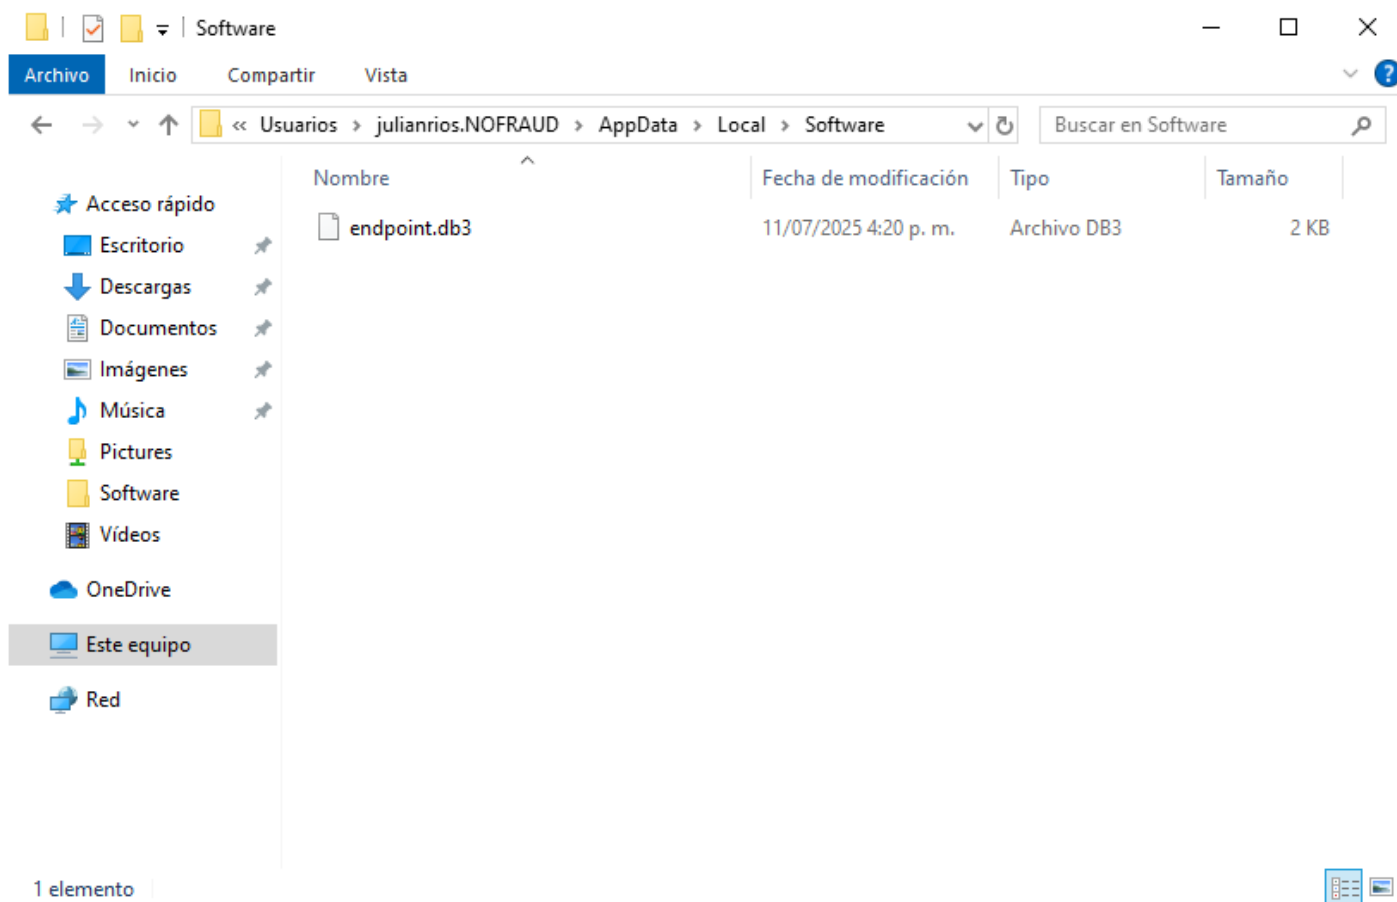 Software
Archivo Inicio Compartir Vista
« Usuarios > julianrios.NOFRAUD > AppData > Local > Software
Buscar en Software
Nombre Fecha de modificación Tipo Tamaño
endpoint.db3 11/07/2025 4:20 p. m. Archivo DB3 2 KB
Acceso rápido
Escritorio
Descargas
Documentos
Imágenes
Música
Pictures
Software
Vídeos
OneDrive
Este equipo
Red
1 elemento